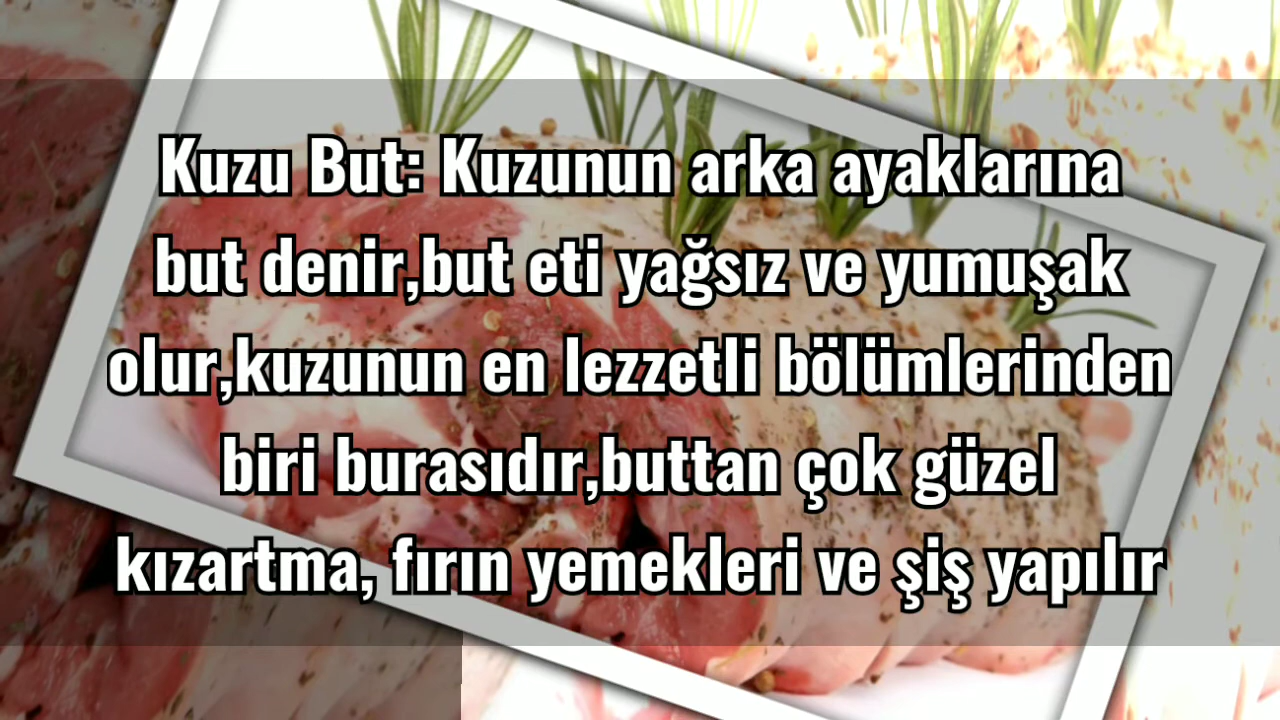 Kuzu But: Kuzunun arka ayaklarına
but denir,but eti yağsız ve yumuşak
olur,kuzunun en lezzetli bölümlerinden
biri burasıdır,buttan çok güzel
kızartma, fırın yemekleri ve şiş yapılır